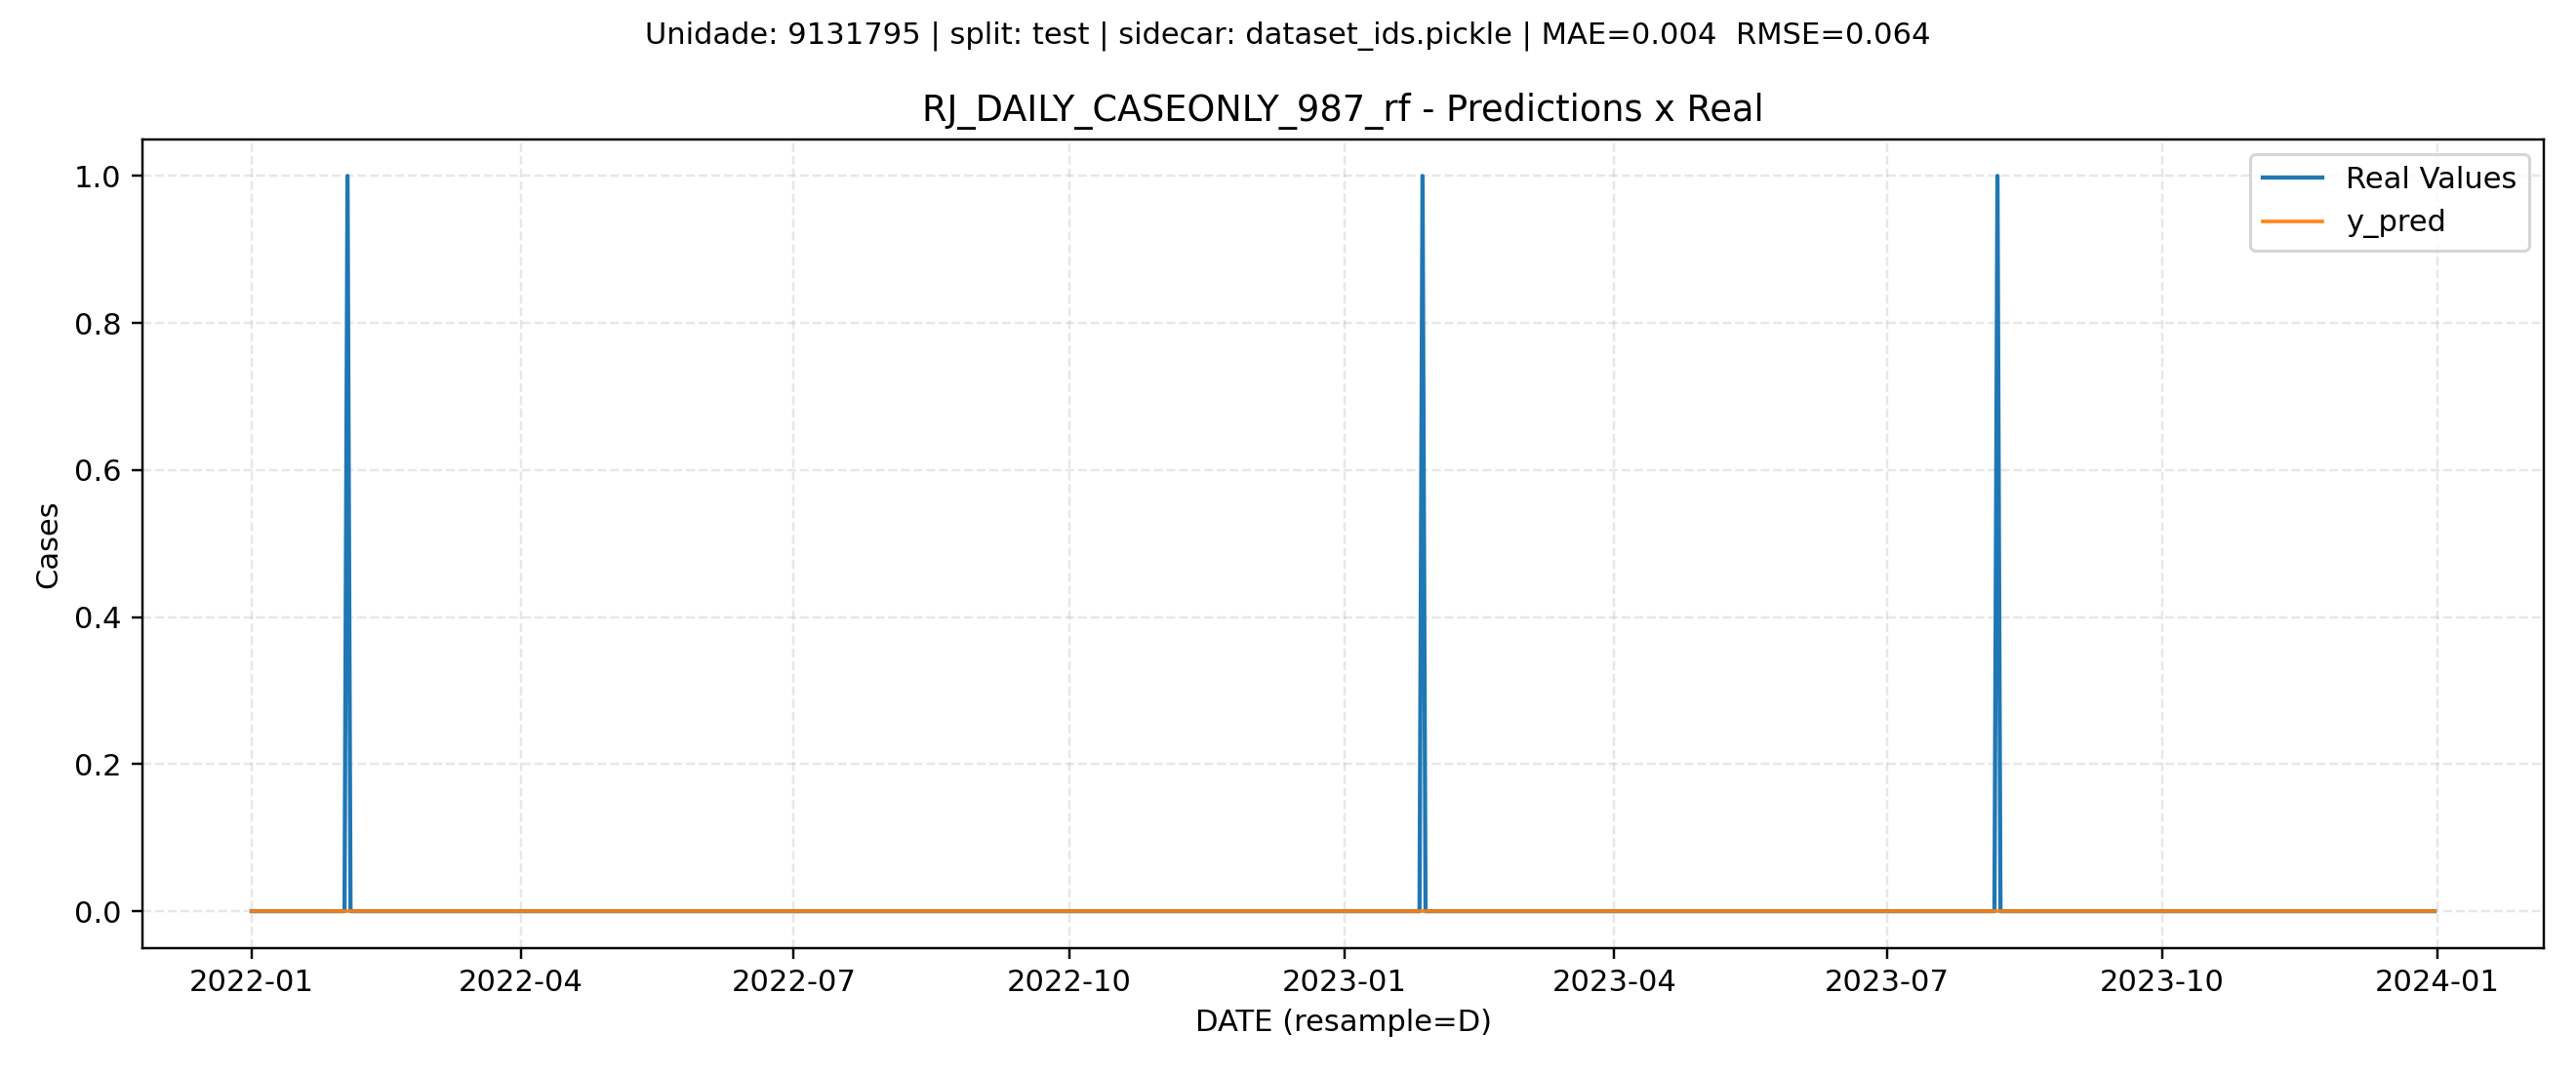 Unidade: 9131795 | split: test | sidecar: dataset_ids.pickle | MAE=0.004  RMSE=0.064
RJ_DAILY_CASEONLY_987_rf - Predictions x Real
Real Values
y_pred
Cases
1.0
0.8
0.6
0.4
0.2
0.0
2022-01 2022-04 2022-07 2022-10 2023-01 2023-04 2023-07 2023-10 2024-01
DATE (resample=D)